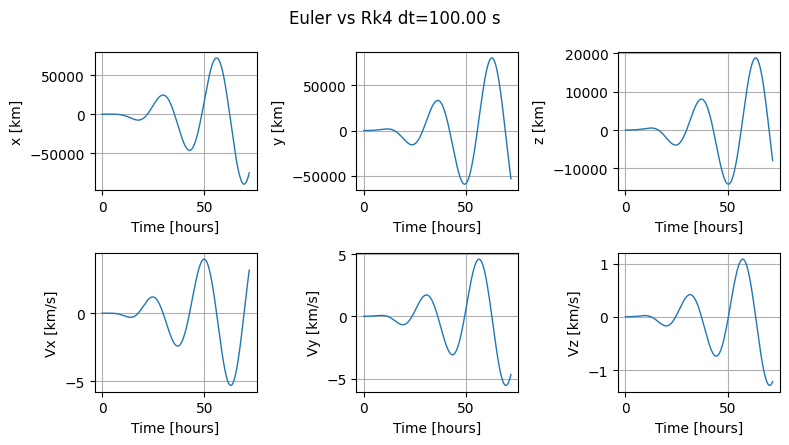 Euler vs Rk4 dt=100.00 s
x [km]
50000
0
−50000
0
50
Time [hours]
y [km]
50000
0
−50000
0
50
Time [hours]
z [km]
20000
10000
0
−10000
0
50
Time [hours]
Vx [km/s]
0
−5
0
50
Time [hours]
Vy [km/s]
5
0
−5
0
50
Time [hours]
Vz [km/s]
1
0
−1
0
50
Time [hours]